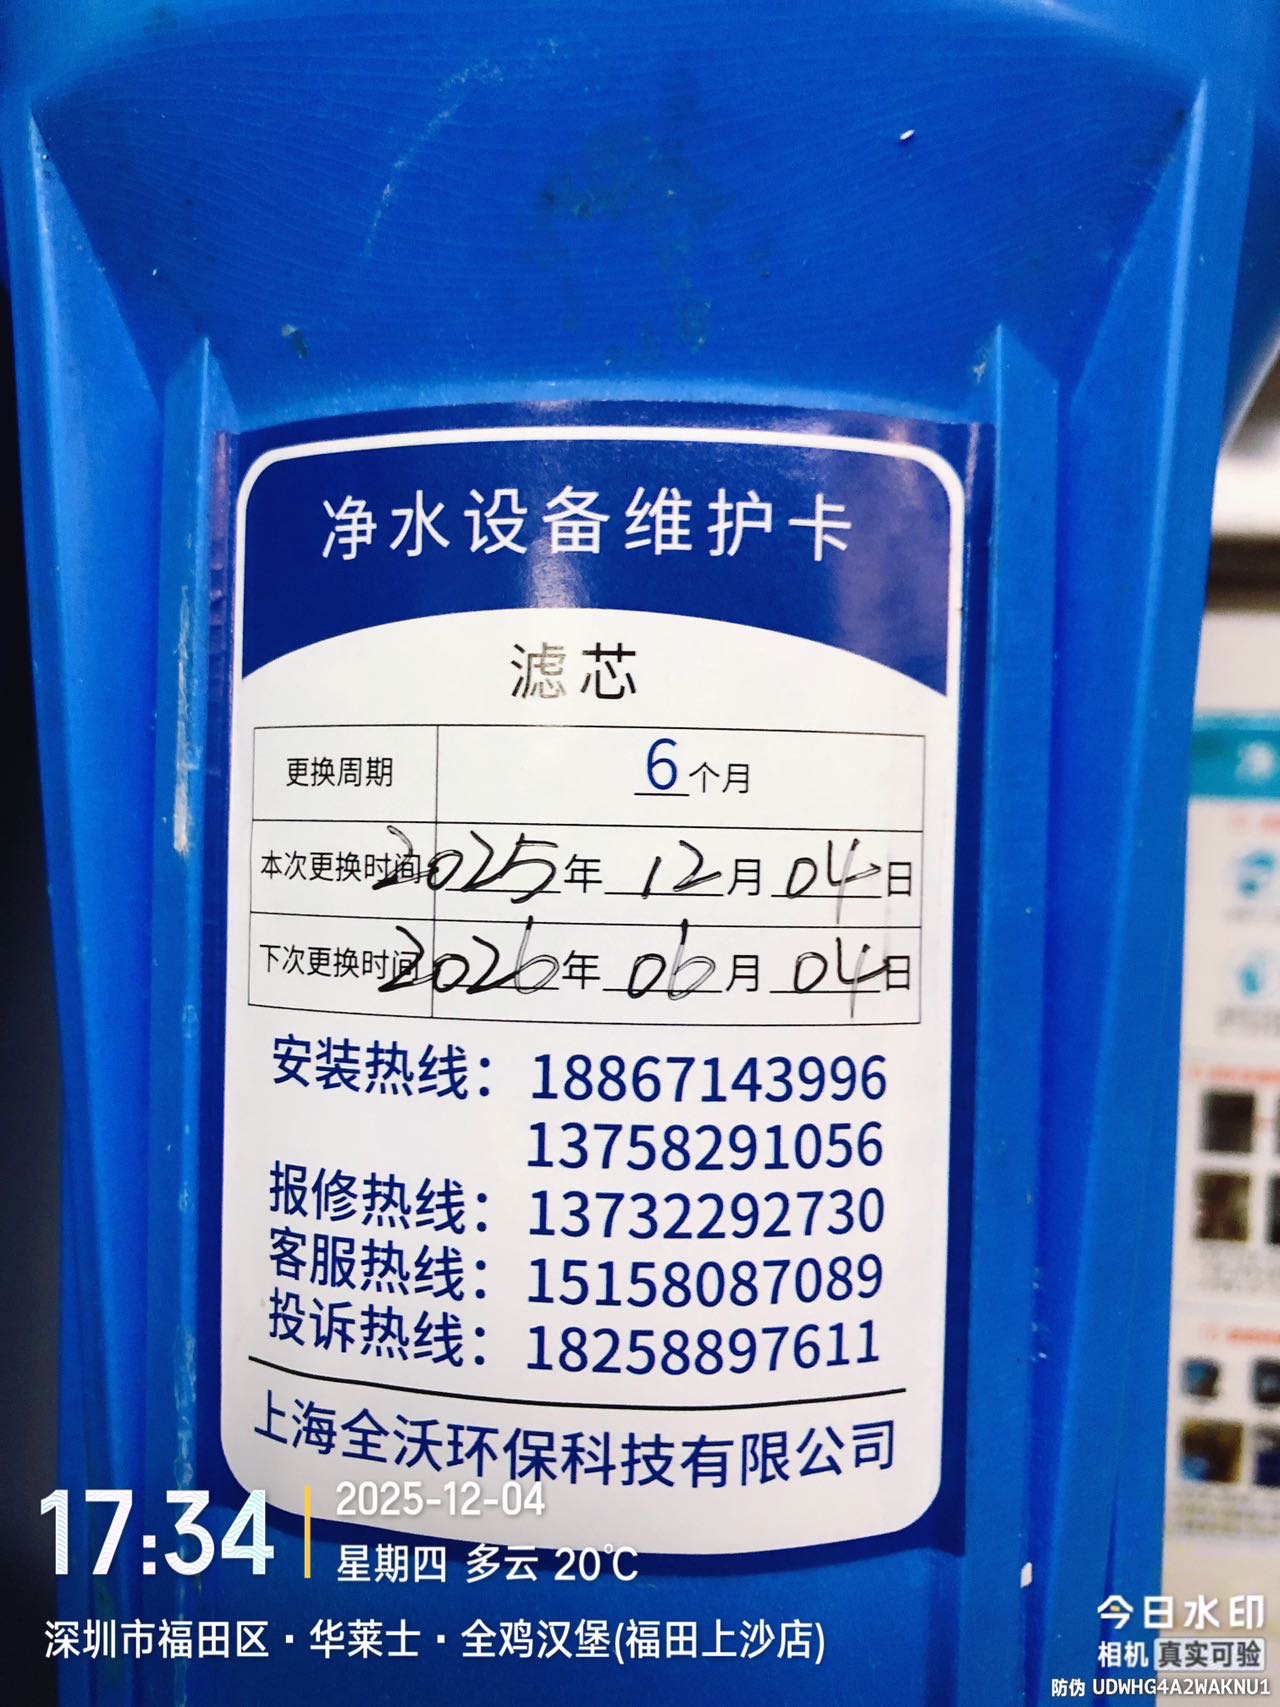 净水设备维护卡
滤芯
更换周期 6个月
本次更换时间 2025年12月04日
下次更换时间 2026年06月04日
安装热线：18867143996
13758291056
报修热线：13732292730
客服热线：15158087089
投诉热线：18258897611
上海全沃环保科技有限公司
17:34
2025-12-04
星期四 多云 20℃
深圳市福田区·华莱士·全鸡汉堡(福田上沙店)
今日水印
相机 真实可验
防伪 UDWHG4A2WAKNU1